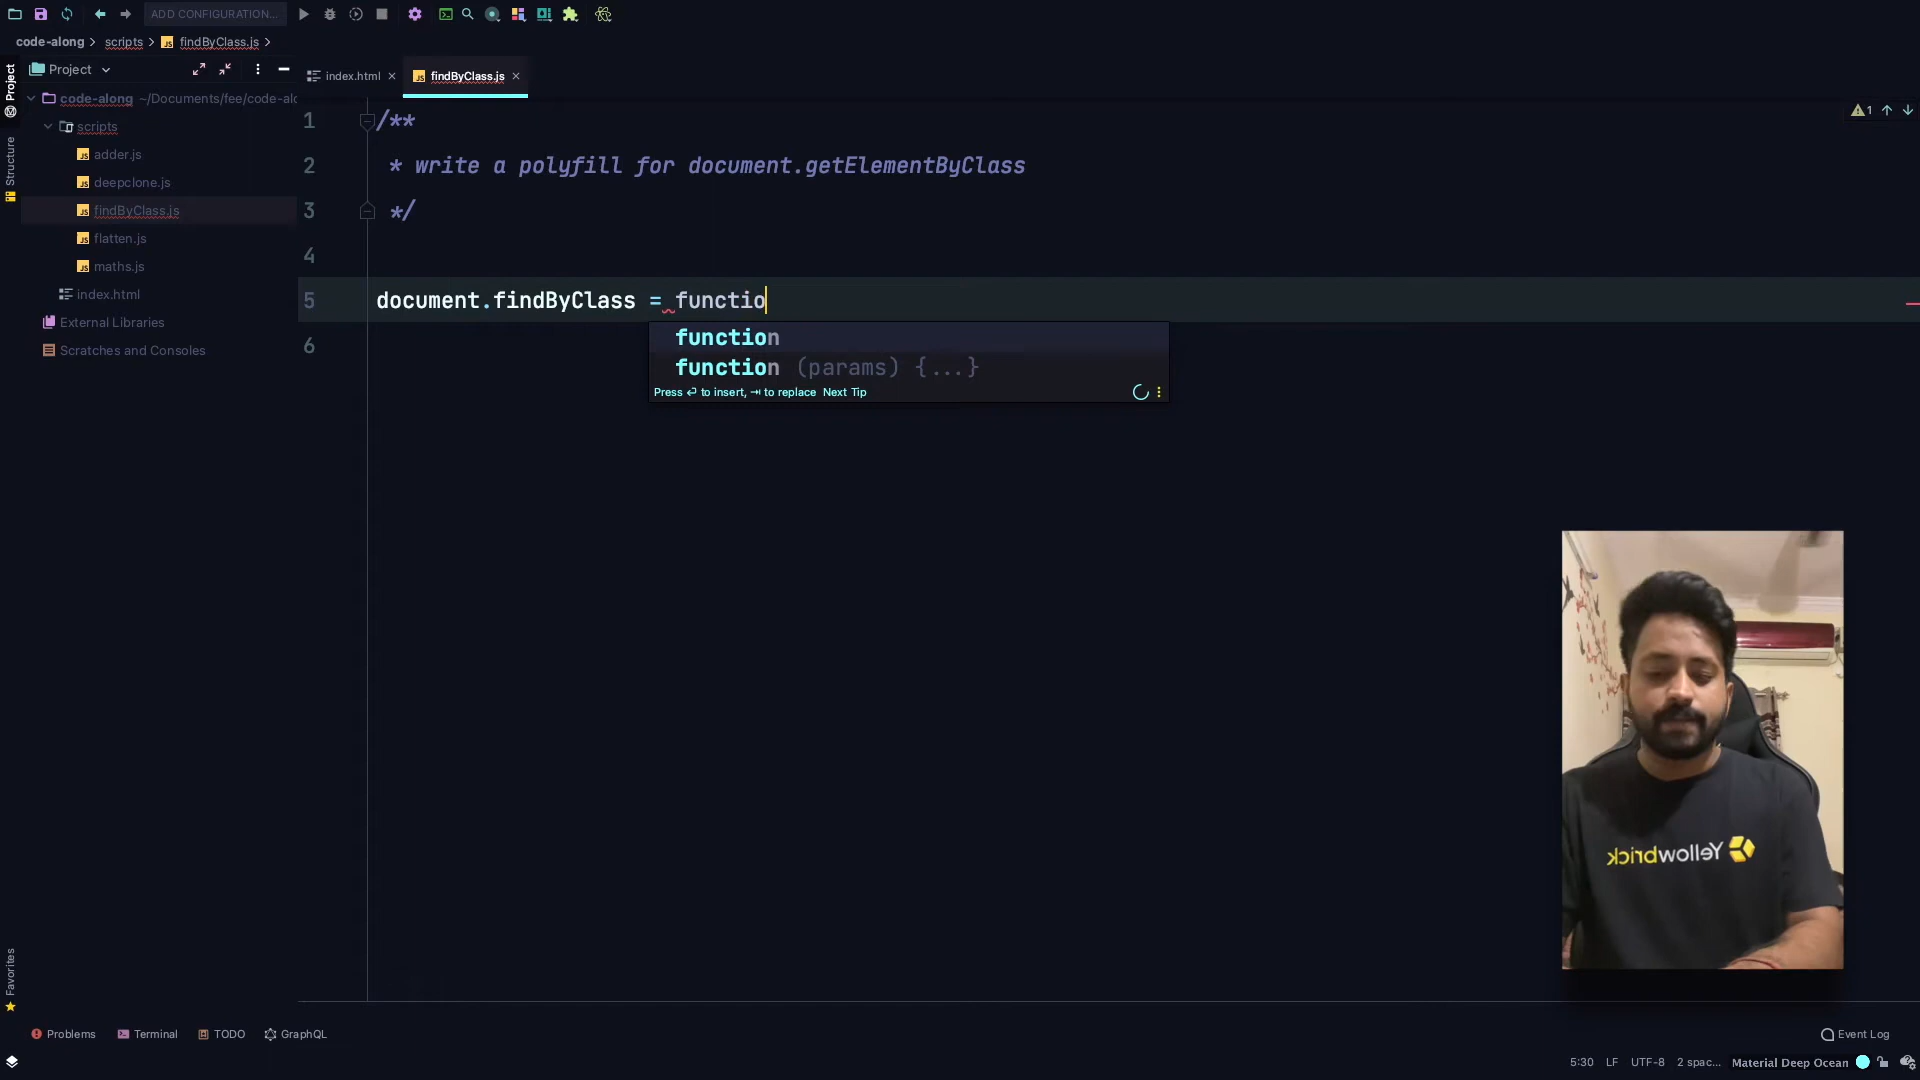 ADD CONFIGURATION...
code-along > scripts > findByClass.js >
Project
Project
Structure
Favorites
code-along ~/Documents/fee/code-alo
scripts
adder.js
deepclone.js
findByClass.js
flatten.js
maths.js
index.html
External Libraries
Scratches and Consoles
index.html ×
findByClass.js ×
1
1 /**
2 * write a polyfill for document.getElementByClass
3 */
4
5 document.findByClass = functio
6
function
function (params) {...}
Press ⏎ to insert, ⇥ to replace Next Tip
Yellowbrick
Problems
Terminal
TODO
GraphQL
Event Log
5:30 LF UTF-8 2 spac... Material Deep Ocean